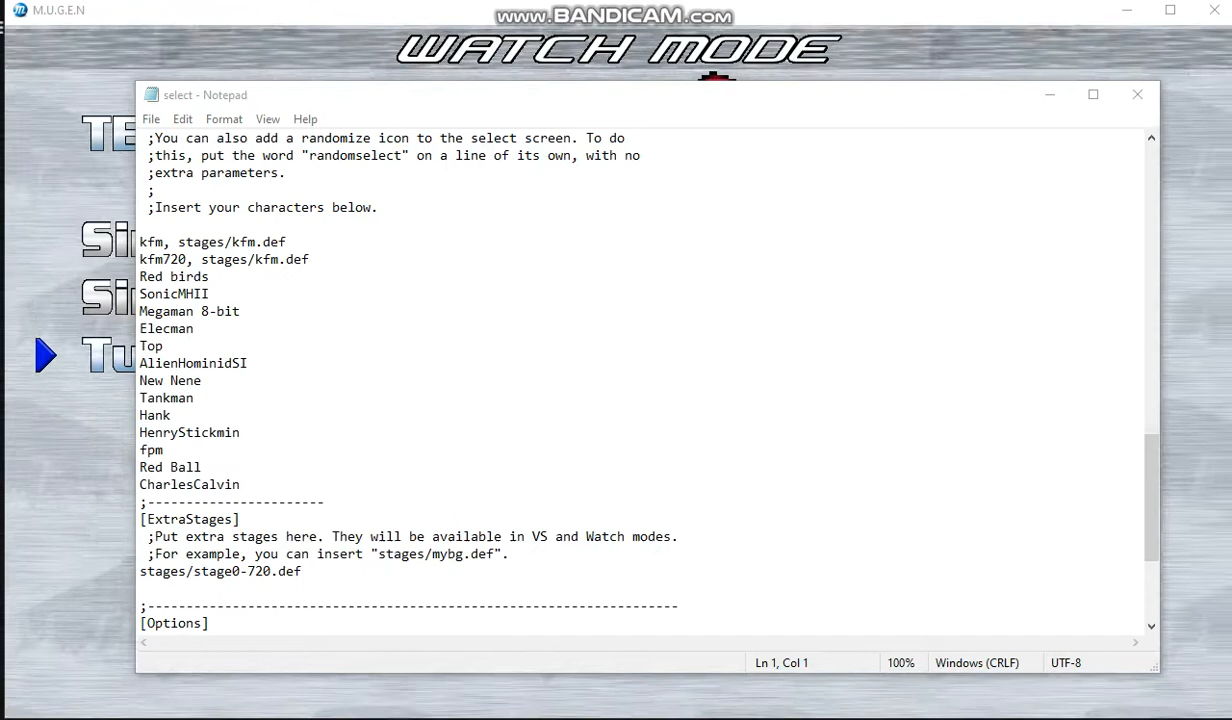 M.U.G.E.N
www.BANDICAM.com
WATCH MODE
select - Notepad
File Edit Format View Help
;You can also add a randomize icon to the select screen. To do
;this, put the word "randomselect" on a line of its own, with no
;extra parameters.
;
;Insert your characters below.
kfm, stages/kfm.def
kfm720, stages/kfm.def
Red birds
SonicMHII
Megaman 8-bit
Elecman
Top
AlienHominidSI
New Nene
Tankman
Hank
HenryStickmin
fpm
Red Ball
CharlesCalvin
;-----------------------
[ExtraStages]
;Put extra stages here. They will be available in VS and Watch modes.
;For example, you can insert "stages/mybg.def".
stages/stage0-720.def
;---------------------------------------------------------------------
[Options]
Ln 1, Col 1 100% Windows (CRLF) UTF-8